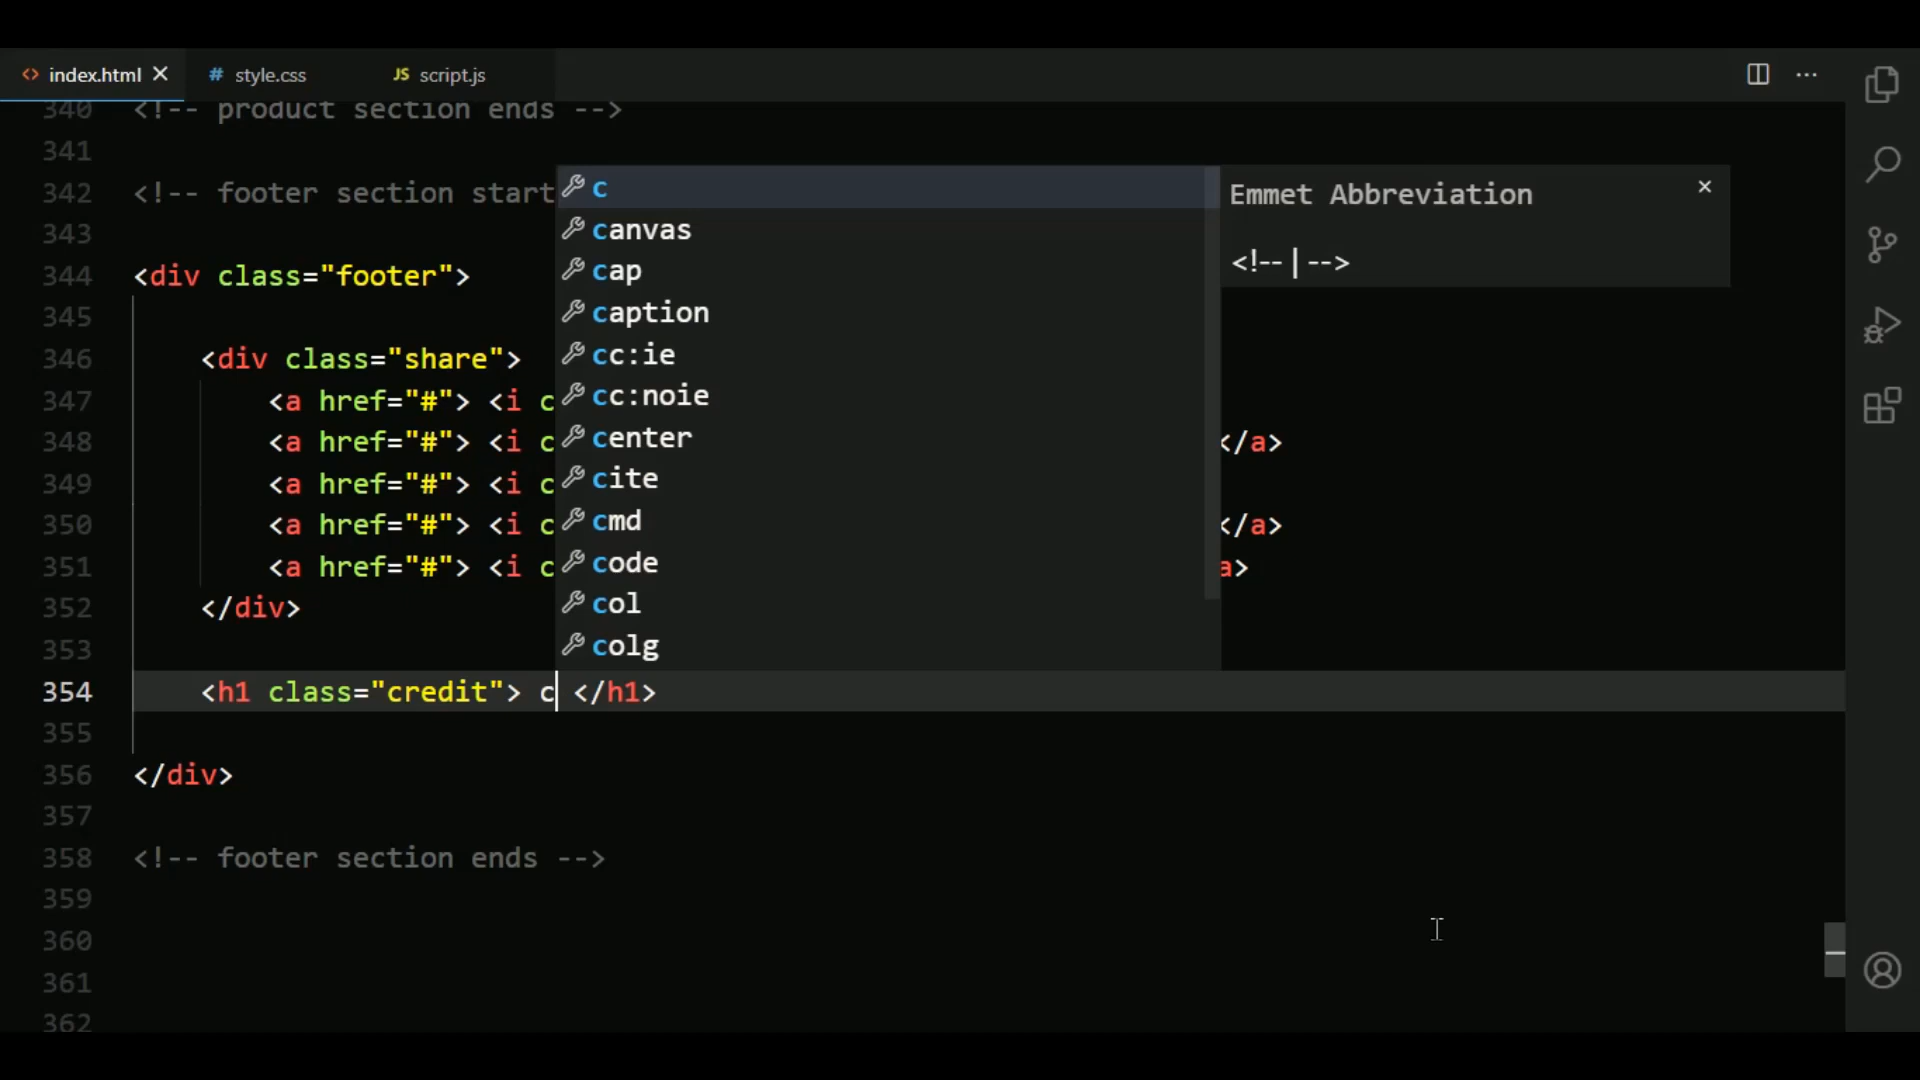 index.html
style.css
JS script.js
340 <!-- product section ends -->
341
342 <!-- footer section start
343
344 <div class="footer">
345
346 <div class="share">
347 <a href="#"> <i c
348 <a href="#"> <i c </a>
349 <a href="#"> <i c
350 <a href="#"> <i c </a>
351 <a href="#"> <i c a>
352 </div>
353
354 <h1 class="credit"> c </h1>
355
356 </div>
357
358 <!-- footer section ends -->
359
360
361
362
c
canvas
cap
caption
cc:ie
cc:noie
center
cite
cmd
code
col
colg
Emmet Abbreviation
<!-- | -->